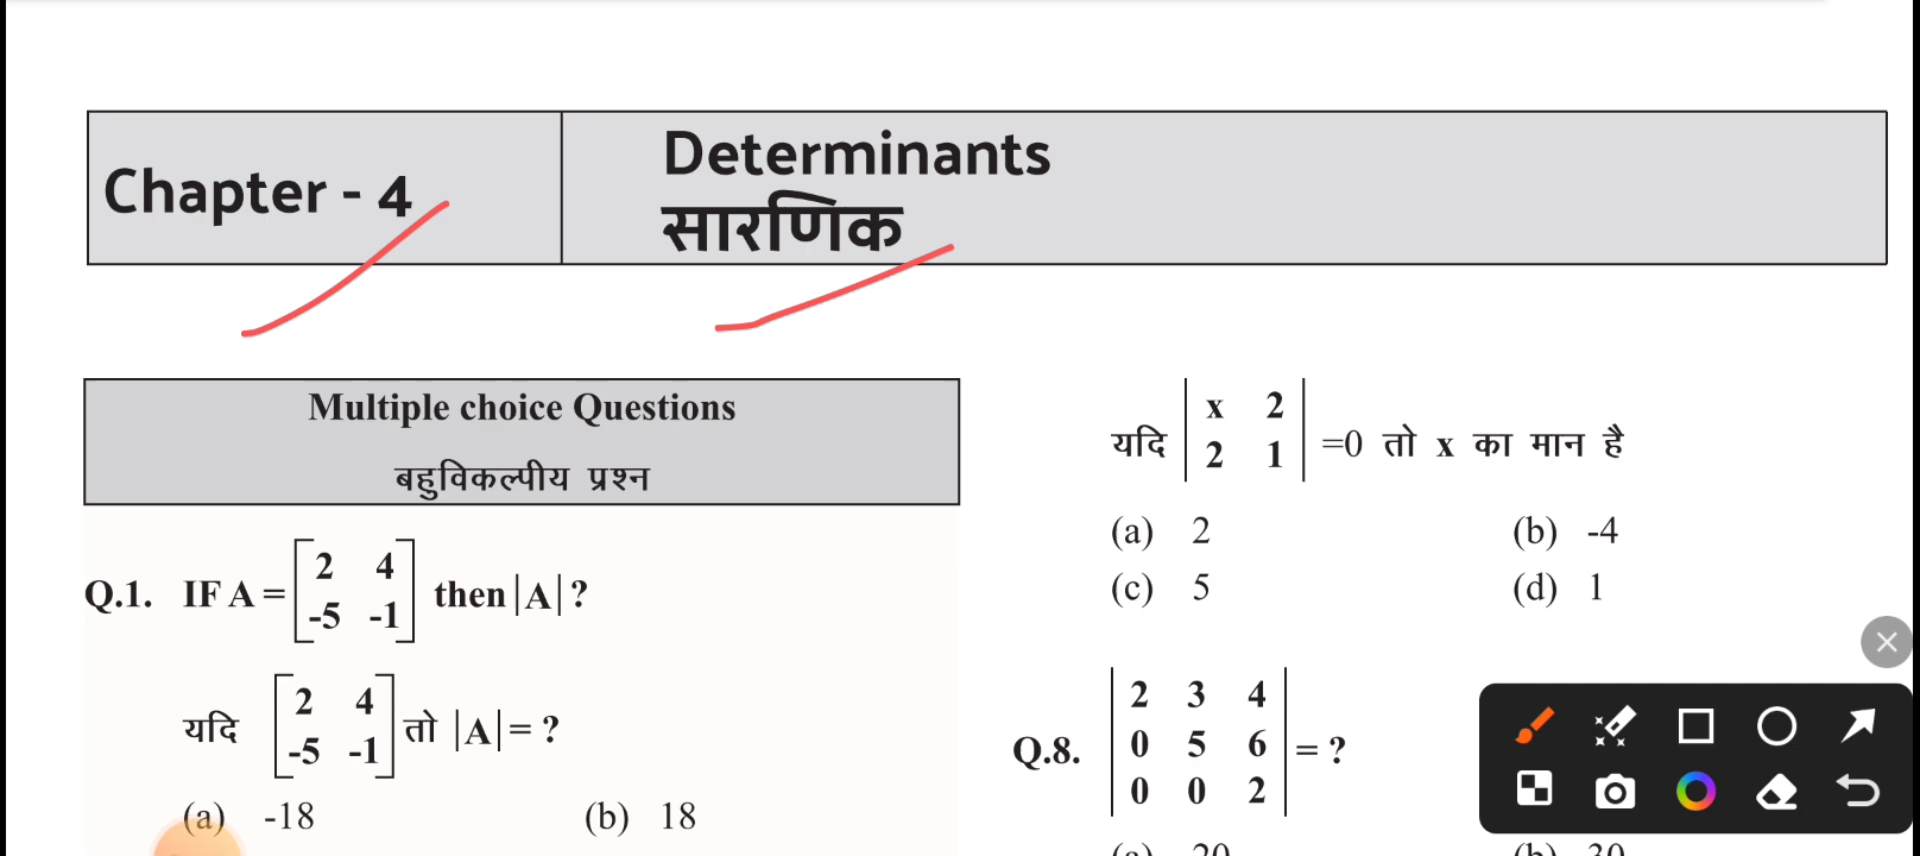 Chapter - 4
Determinants
सारणिक
Multiple choice Questions
बहुविकल्पीय प्रश्न
Q.1. IF A = [2 4
-5 -1] then |A| ?
यदि [2 4
-5 -1] तो |A| = ?
(a) -18 (b) 18
यदि |x 2
2 1| =0 तो x का मान है
(a) 2 (b) -4
(c) 5 (d) 1
Q.8. |2 3 4
0 5 6
0 0 2| = ?
(a) 20 (b) 30